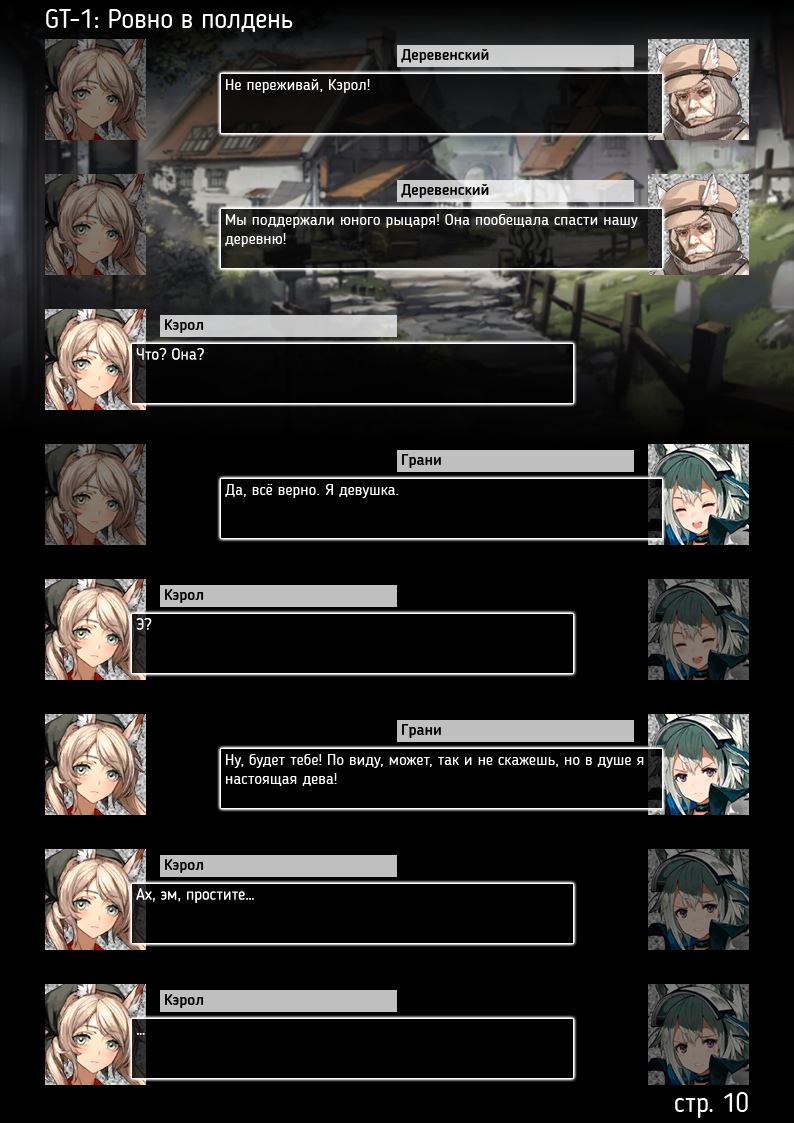 GT-1: Ровно в полдень
Деревенский
Не переживай, Кэрол!
Деревенский
Мы поддержали юного рыцаря! Она пообещала спасти нашу
деревню!
Кэрол
Что? Она?
Грани
Да, всё верно. Я девушка.
Кэрол
Э?
Грани
Ну, будет тебе! По виду, может, так и не скажешь, но в душе я
настоящая дева!
Кэрол
Ах, эм, простите...
Кэрол
...
стр. 10